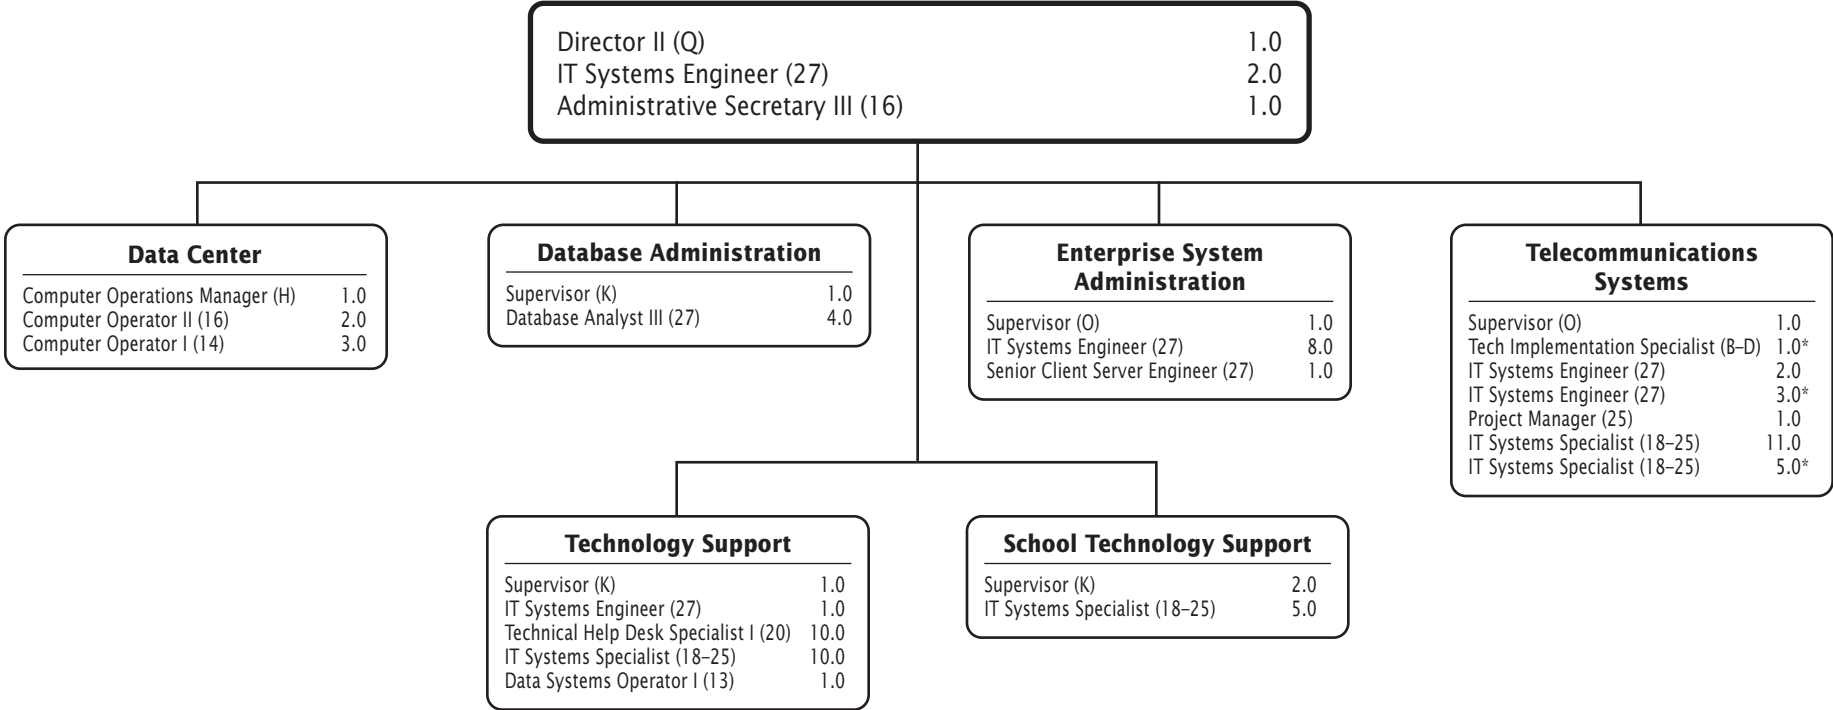 Director II (Q) 1.0
IT Systems Engineer (27) 2.0
Administrative Secretary III (16) 1.0
Data Center
Computer Operations Manager (H) 1.0
Computer Operator II (16) 2.0
Computer Operator I (14) 3.0
Database Administration
Supervisor (K) 1.0
Database Analyst III (27) 4.0
Enterprise System
Administration
Supervisor (O) 1.0
IT Systems Engineer (27) 8.0
Senior Client Server Engineer (27) 1.0
Telecommunications
Systems
Supervisor (O) 1.0
Tech Implementation Specialist (B–D) 1.0*
IT Systems Engineer (27) 2.0
IT Systems Engineer (27) 3.0*
Project Manager (25) 1.0
IT Systems Specialist (18–25) 11.0
IT Systems Specialist (18–25) 5.0*
Technology Support
Supervisor (K) 1.0
IT Systems Engineer (27) 1.0
Technical Help Desk Specialist I (20) 10.0
IT Systems Specialist (18–25) 10.0
Data Systems Operator I (13) 1.0
School Technology Support
Supervisor (K) 2.0
IT Systems Specialist (18–25) 5.0